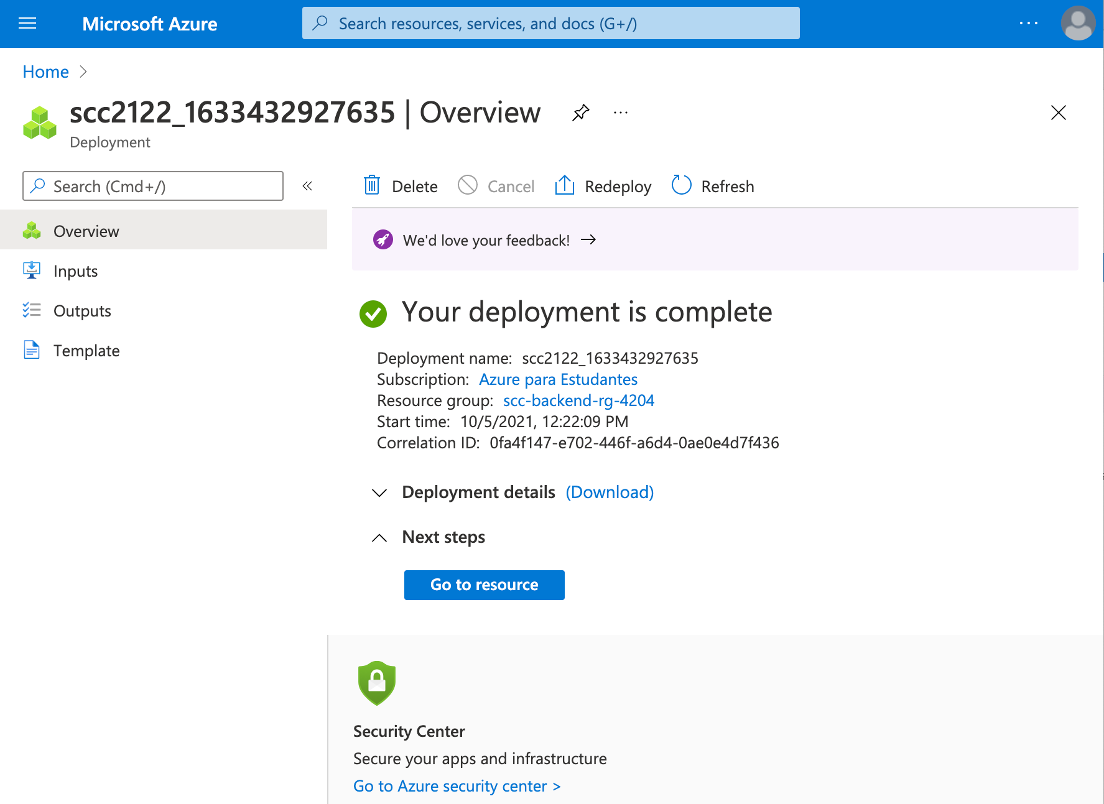 Microsoft Azure
Search resources, services, and docs (G+/)
Home
scc2122_1633432927635 | Overview
Deployment
Search (Cmd+/)
Overview
Inputs
Outputs
Template
Delete
Cancel
Redeploy
Refresh
We'd love your feedback! →
Your deployment is complete
Deployment name: scc2122_1633432927635
Subscription: Azure para Estudantes
Resource group: scc-backend-rg-4204
Start time: 10/5/2021, 12:22:09 PM
Correlation ID: 0fa4f147-e702-446f-a6d4-0ae0e4d7f436
Deployment details (Download)
Next steps
Go to resource
Security Center
Secure your apps and infrastructure
Go to Azure security center >